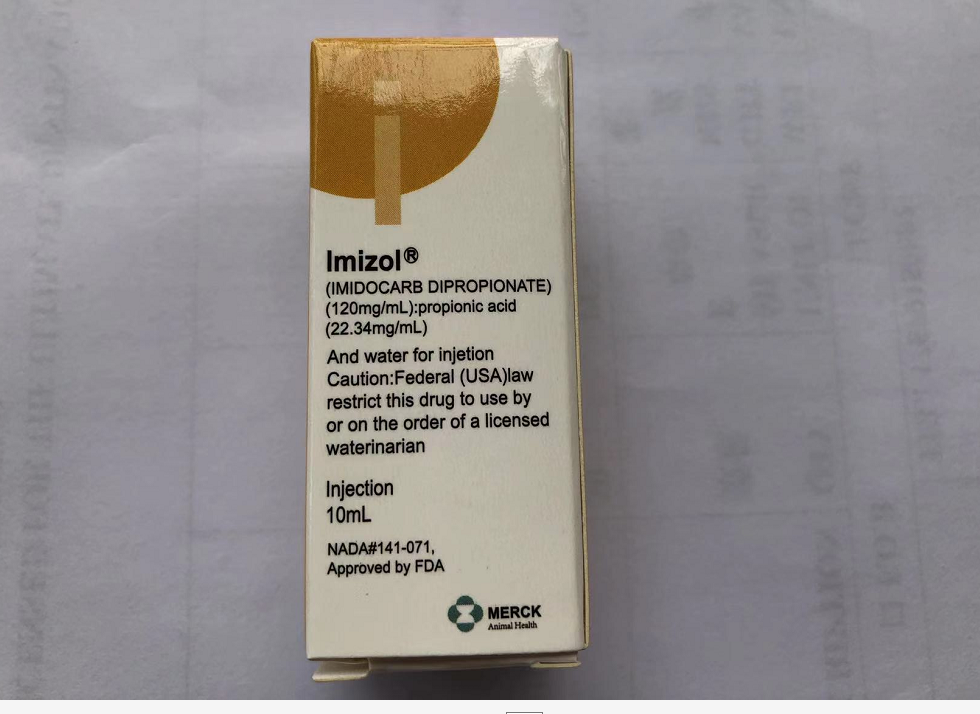 Imizol®
(IMIDOCARB DIPROPIONATE)
(120mg/mL):propionic acid
(22.34mg/mL)
And water for injetion
Caution:Federal (USA)law
restrict this drug to use by
or on the order of a licensed
waterinarian
Injection
10mL
NADA#141-071,
Approved by FDA
MERCK
Animal Health